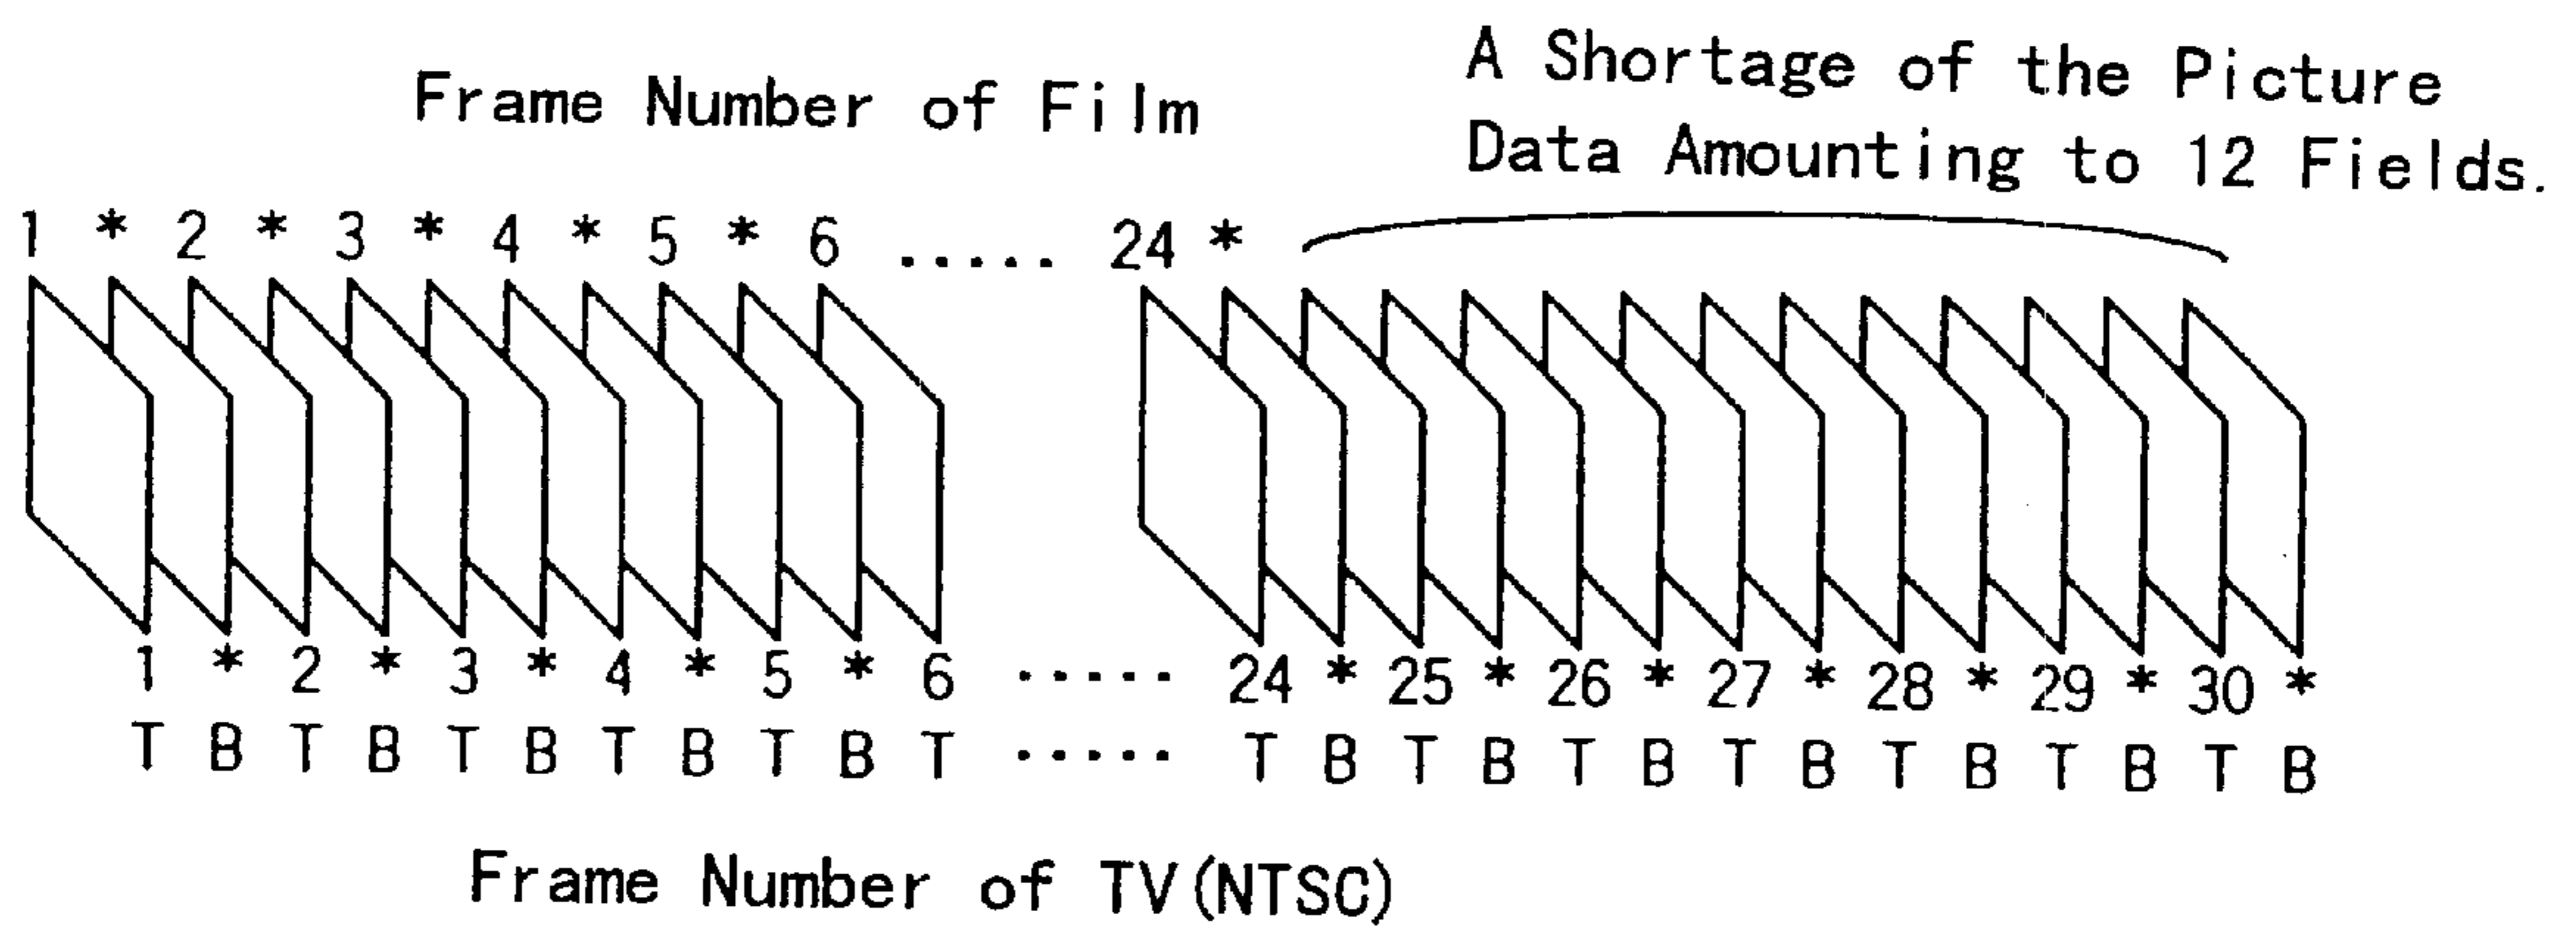 Frame Number of Film
A Shortage of the Picture
Data Amounting to 12 Fields.
1 * 2 * 3 * 4 * 5 * 6 ..... 24 *
1 * 2 * 3 * 4 * 5 * 6 ..... 24 * 25 * 26 * 27 * 28 * 29 * 30 *
T B T B T B T B T B T ..... T B T B T B T B T B T B T B
Frame Number of TV(NTSC)